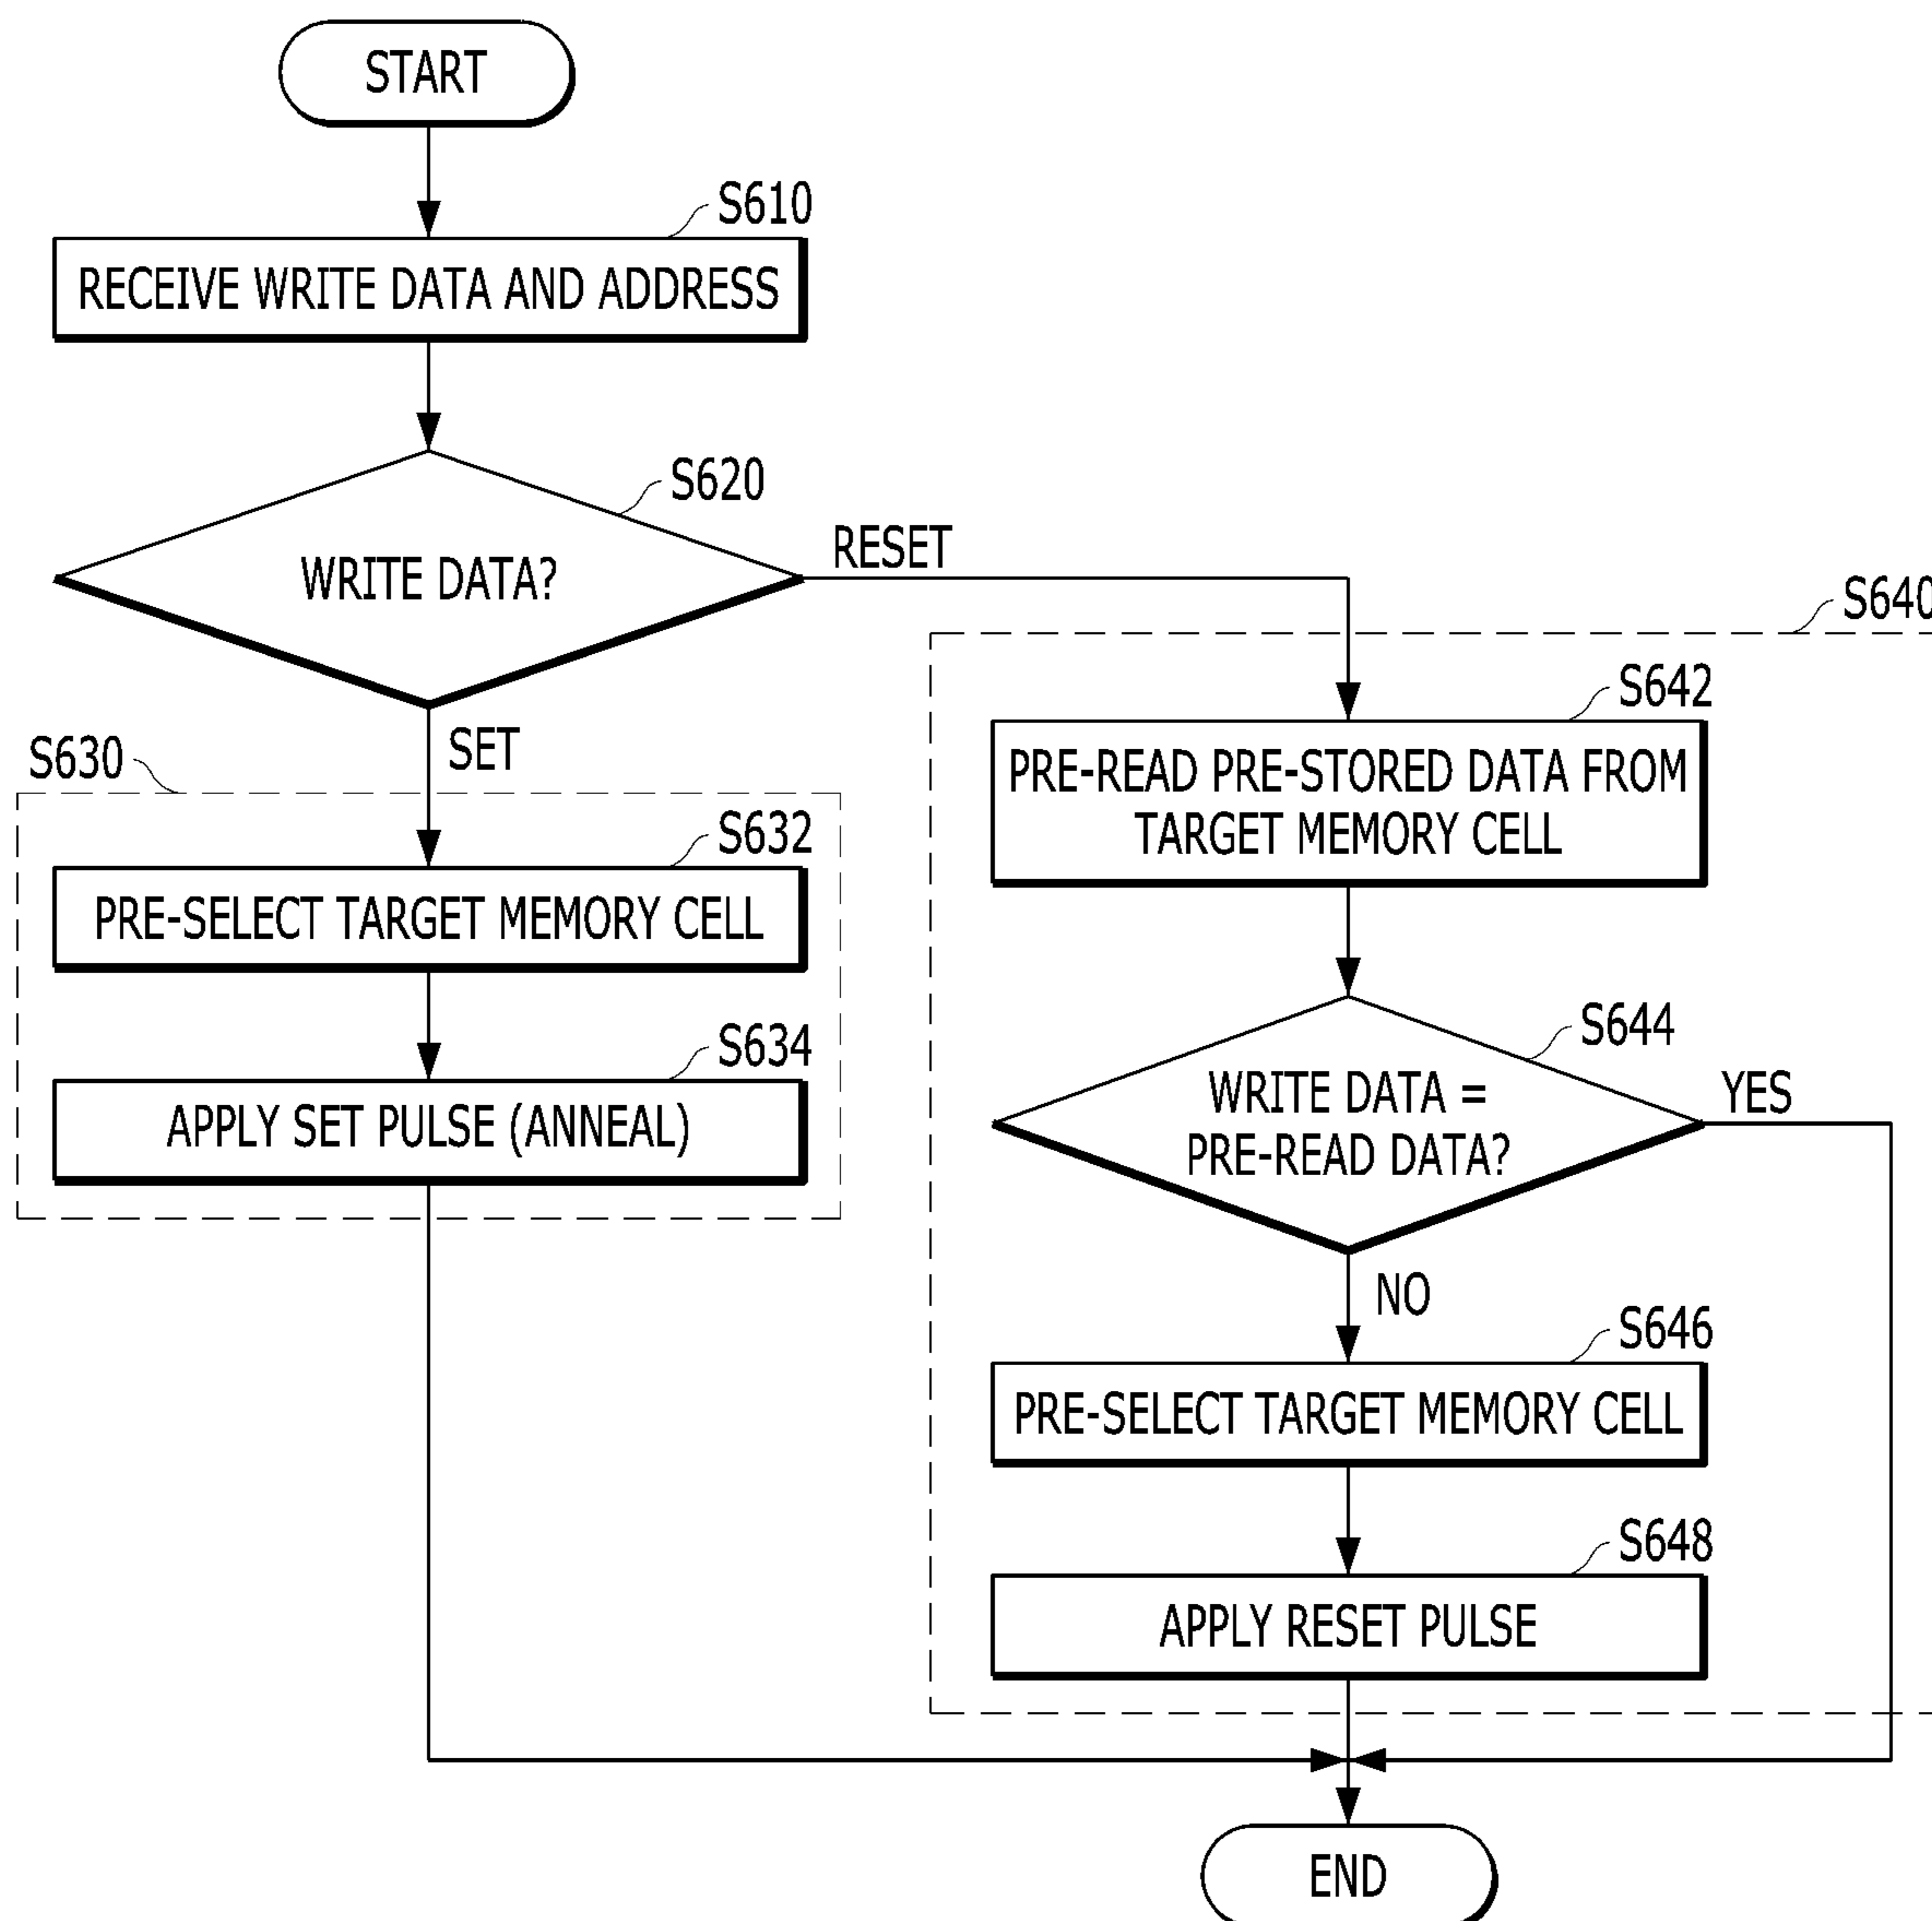 START
S610
RECEIVE WRITE DATA AND ADDRESS
S620
WRITE DATA?
RESET
SET
S630
S632
PRE-SELECT TARGET MEMORY CELL
S634
APPLY SET PULSE (ANNEAL)
S640
S642
PRE-READ PRE-STORED DATA FROM
TARGET MEMORY CELL
S644
WRITE DATA =
PRE-READ DATA?
YES
NO
S646
PRE-SELECT TARGET MEMORY CELL
S648
APPLY RESET PULSE
END